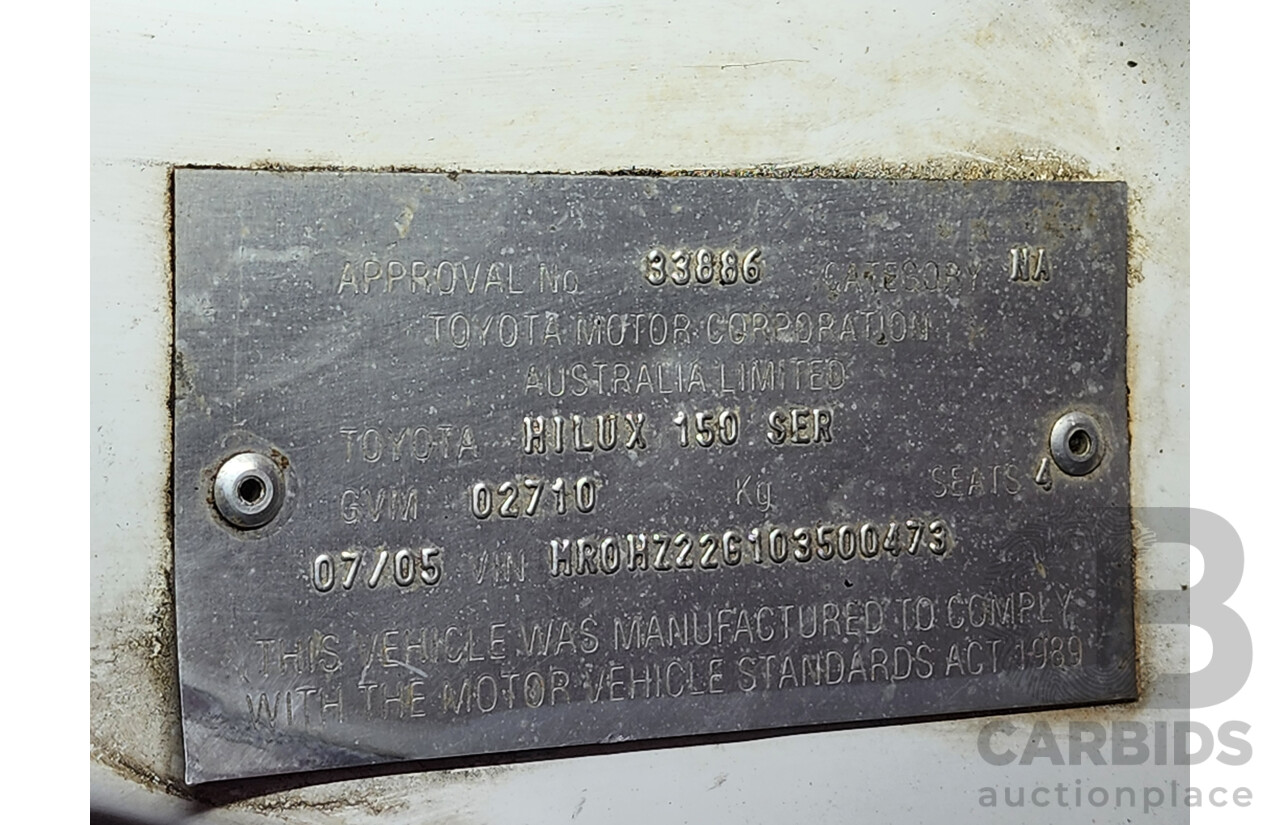 APPROVAL No 33886 CATEGORY NA
TOYOTA MOTOR CORPORATION
AUSTRALIA LIMITED
TOYOTA HILUX 150 SER
GVM 02710 Kg SEATS 4
07/05 VIN MR0HZ22G103500473
THIS VEHICLE WAS MANUFACTURED TO COMPLY
WITH THE MOTOR VEHICLE STANDARDS ACT 1989
B
CARBIDS
auctionplace